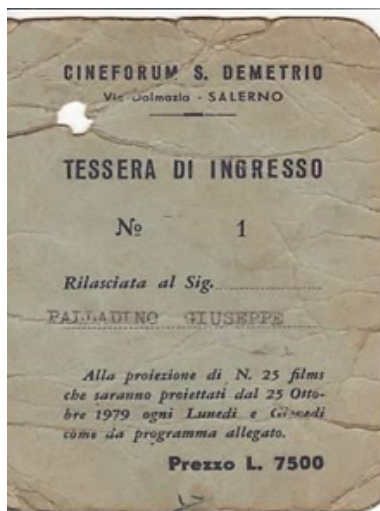 CINEFORUM S. DEMETRIO
Via Dalmazia - SALERNO
TESSERA DI INGRESSO
Nº 1
Rilasciata al Sig.
PALLADINO GIUSEPPE
Alla proiezione di N. 25 films
che saranno proiettati dal 25 Otto-
bre 1979 ogni Lunedì e Giovedì
come da programma allegato.
Prezzo L. 7500